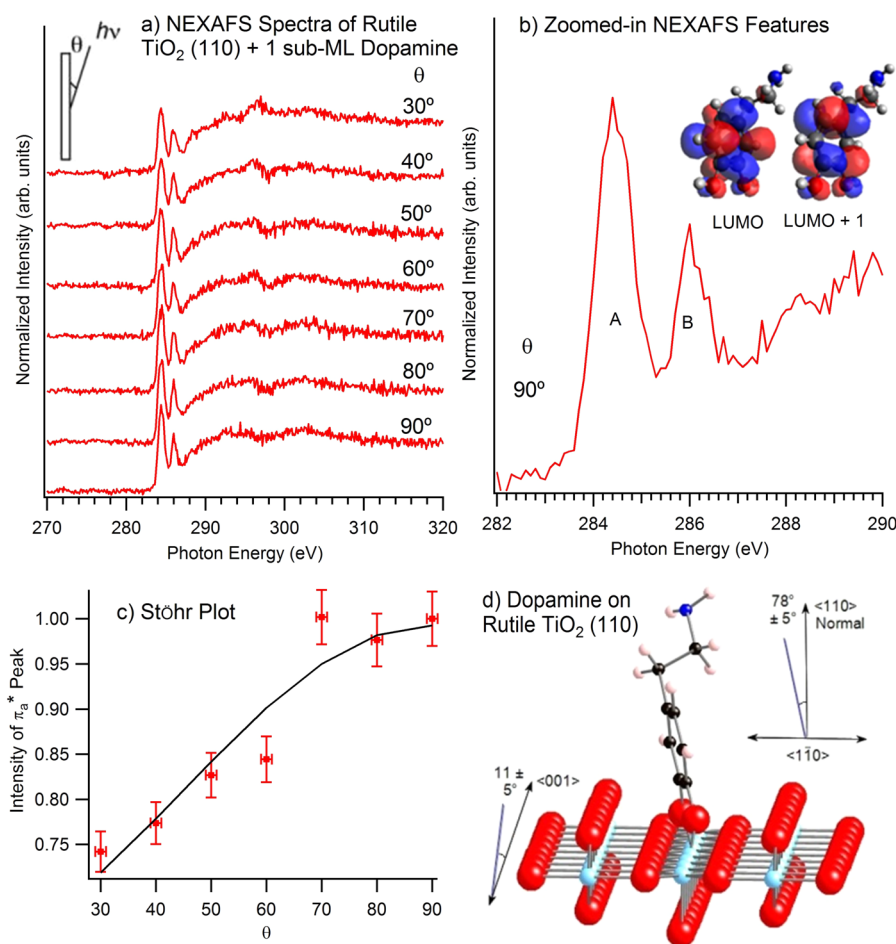 a) NEXAFS Spectra of Rutile
TiO₂ (110) + 1 sub-ML Dopamine
hν
θ
θ
30º
40º
50º
60º
70º
80º
90º
Normalized Intensity (arb. units)
270 280 290 300 310 320
Photon Energy (eV)
b) Zoomed-in NEXAFS Features
LUMO LUMO + 1
A
B
θ
90º
Normalized Intensity (arb. units)
282 284 286 288 290
Photon Energy (eV)
c) Stöhr Plot
Intensity of πₐ* Peak
1.00
0.95
0.90
0.85
0.80
0.75
30 40 50 60 70 80 90
θ
d) Dopamine on
Rutile TiO₂ (110)
78°
± 5°
<110>
Normal
<11̄0>
11 ±
5°
<001>